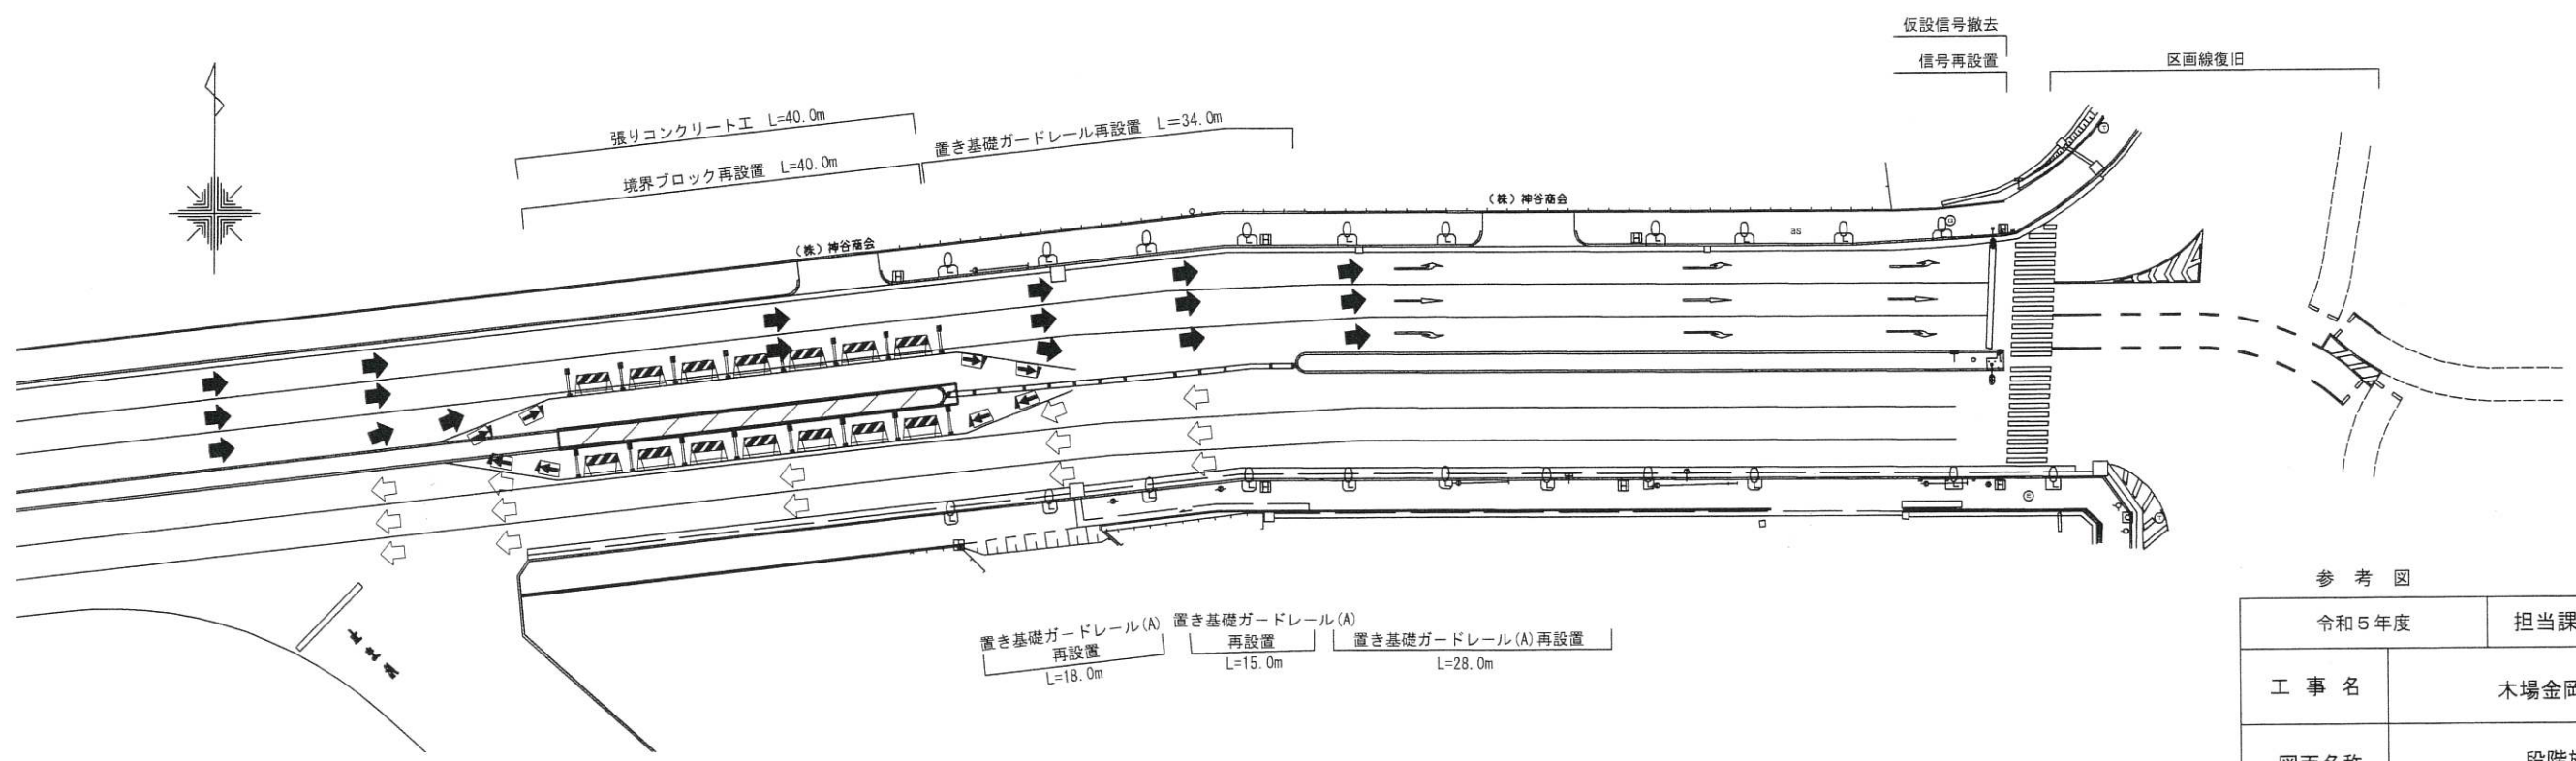 仮設信号撤去
信号再設置
区画線復旧
張りコンクリート工 L=40.0m
置き基礎ガードレール再設置 L=34.0m
境界ブロック再設置 L=40.0m
(株)神谷商会
(株)神谷商会
as
止まれ
置き基礎ガードレール(A)
再設置
L=18.0m
置き基礎ガードレール(A)
再設置
L=15.0m
置き基礎ガードレール(A)再設置
L=28.0m
参考図
令和5年度
担当課
工事名
木場金岡